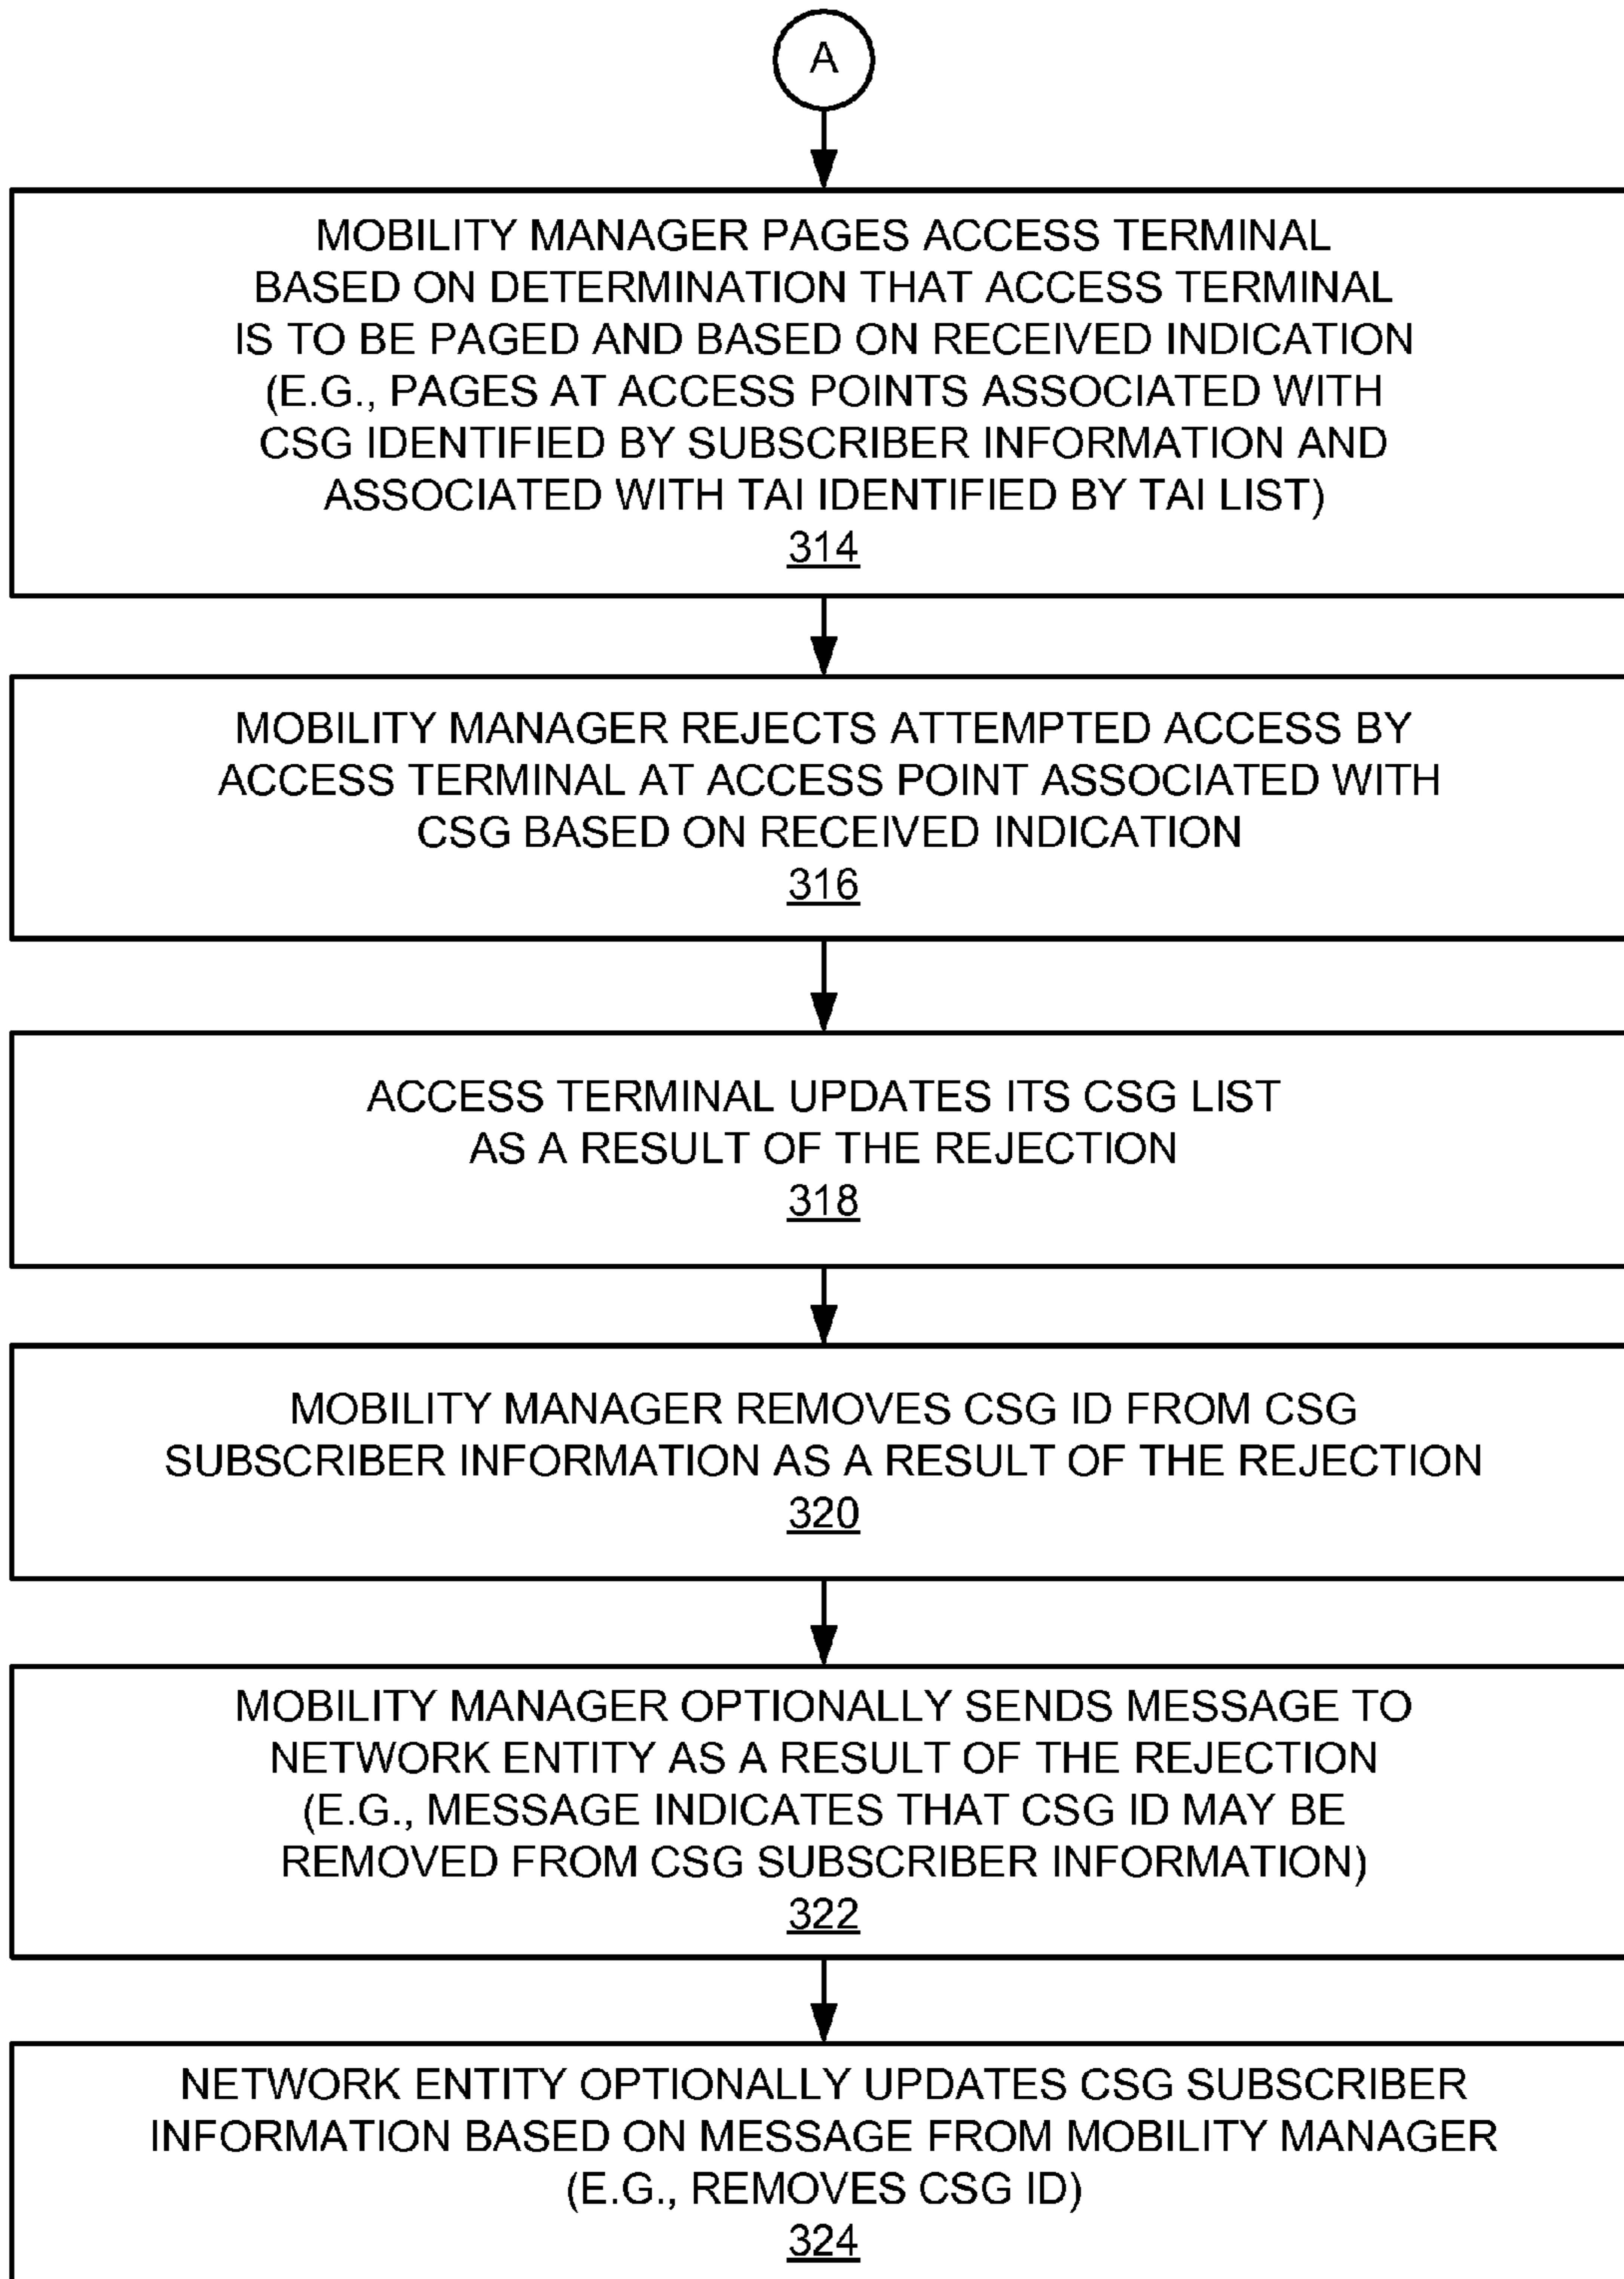 A
MOBILITY MANAGER PAGES ACCESS TERMINAL
BASED ON DETERMINATION THAT ACCESS TERMINAL
IS TO BE PAGED AND BASED ON RECEIVED INDICATION
(E.G., PAGES AT ACCESS POINTS ASSOCIATED WITH
CSG IDENTIFIED BY SUBSCRIBER INFORMATION AND
ASSOCIATED WITH TAI IDENTIFIED BY TAI LIST)
314
MOBILITY MANAGER REJECTS ATTEMPTED ACCESS BY
ACCESS TERMINAL AT ACCESS POINT ASSOCIATED WITH
CSG BASED ON RECEIVED INDICATION
316
ACCESS TERMINAL UPDATES ITS CSG LIST
AS A RESULT OF THE REJECTION
318
MOBILITY MANAGER REMOVES CSG ID FROM CSG
SUBSCRIBER INFORMATION AS A RESULT OF THE REJECTION
320
MOBILITY MANAGER OPTIONALLY SENDS MESSAGE TO
NETWORK ENTITY AS A RESULT OF THE REJECTION
(E.G., MESSAGE INDICATES THAT CSG ID MAY BE
REMOVED FROM CSG SUBSCRIBER INFORMATION)
322
NETWORK ENTITY OPTIONALLY UPDATES CSG SUBSCRIBER
INFORMATION BASED ON MESSAGE FROM MOBILITY MANAGER
(E.G., REMOVES CSG ID)
324